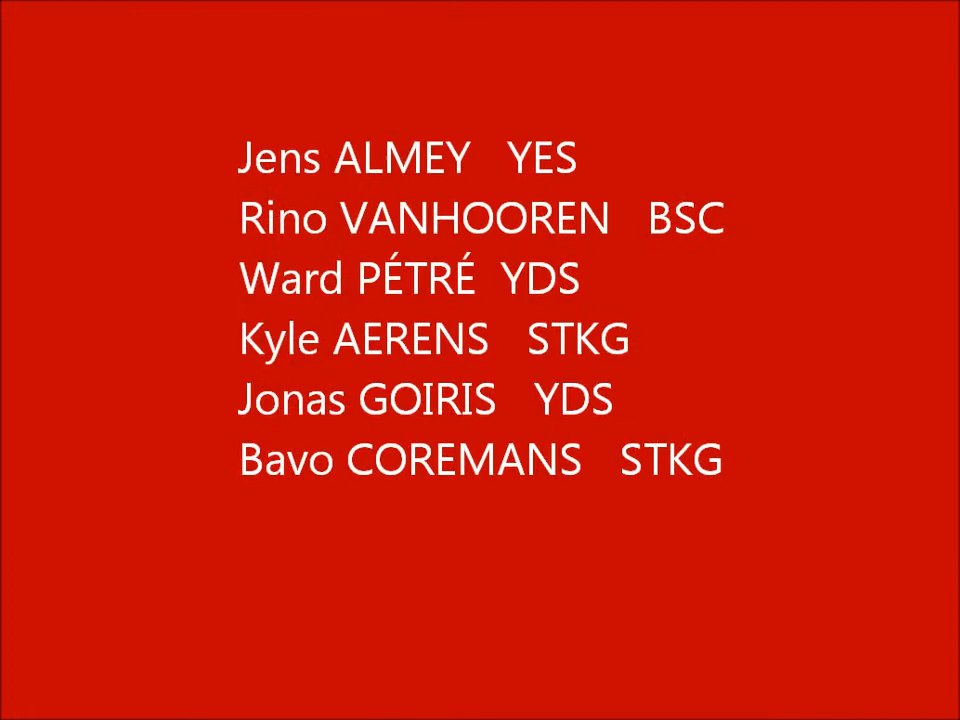 Jens ALMEY YES
Rino VANHOOREN BSC
Ward PÉTRÉ YDS
Kyle AERENS STKG
Jonas GOIRIS YDS
Bavo COREMANS STKG